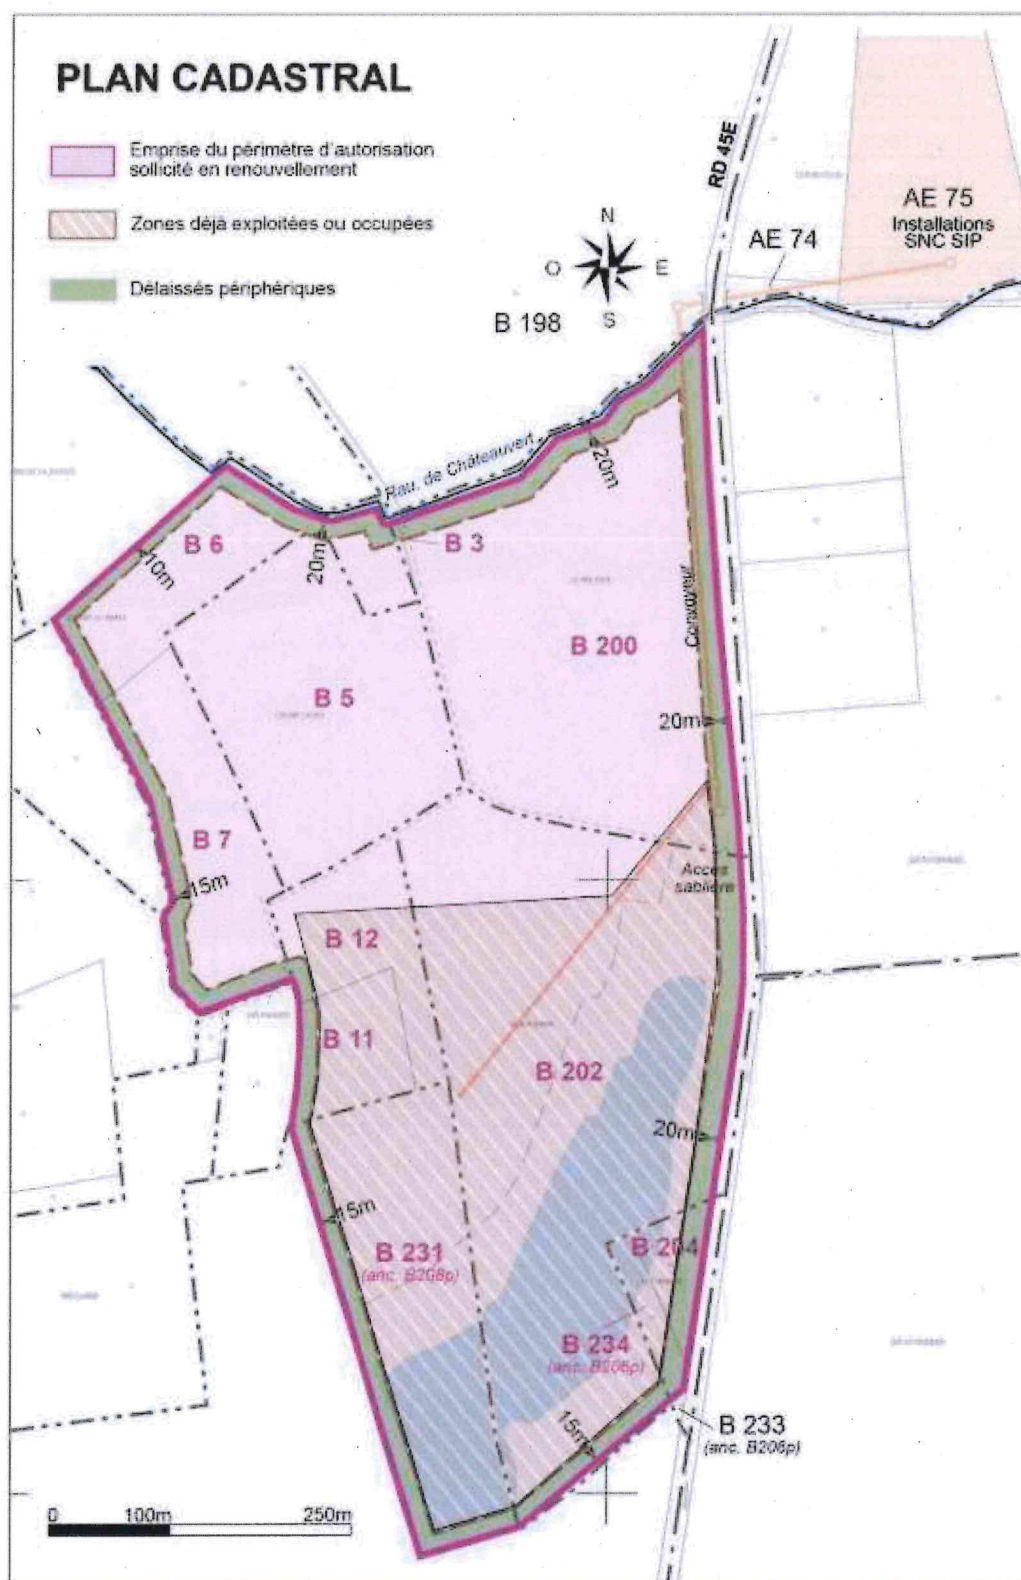 PLAN CADASTRAL
Emprise du périmètre d'autorisation
sollicité en renouvellement
Zones déjà exploitées ou occupées
Délaissés périphériques
RD 45E
N
O
E
S
AE 75
Installations
SNC SIP
AE 74
B 198
Rau. de Châteauvert
20m
B 6
10m
20m
B 3
B 200
Convoyeur
B 5
20m
B 7
15m
Accès
sablière
B 12
B 11
B 202
20m
15m
B 231
(anc. B208p)
B 204
B 234
(anc. B206p)
15m
B 233
(anc. B206p)
0
100m
250m